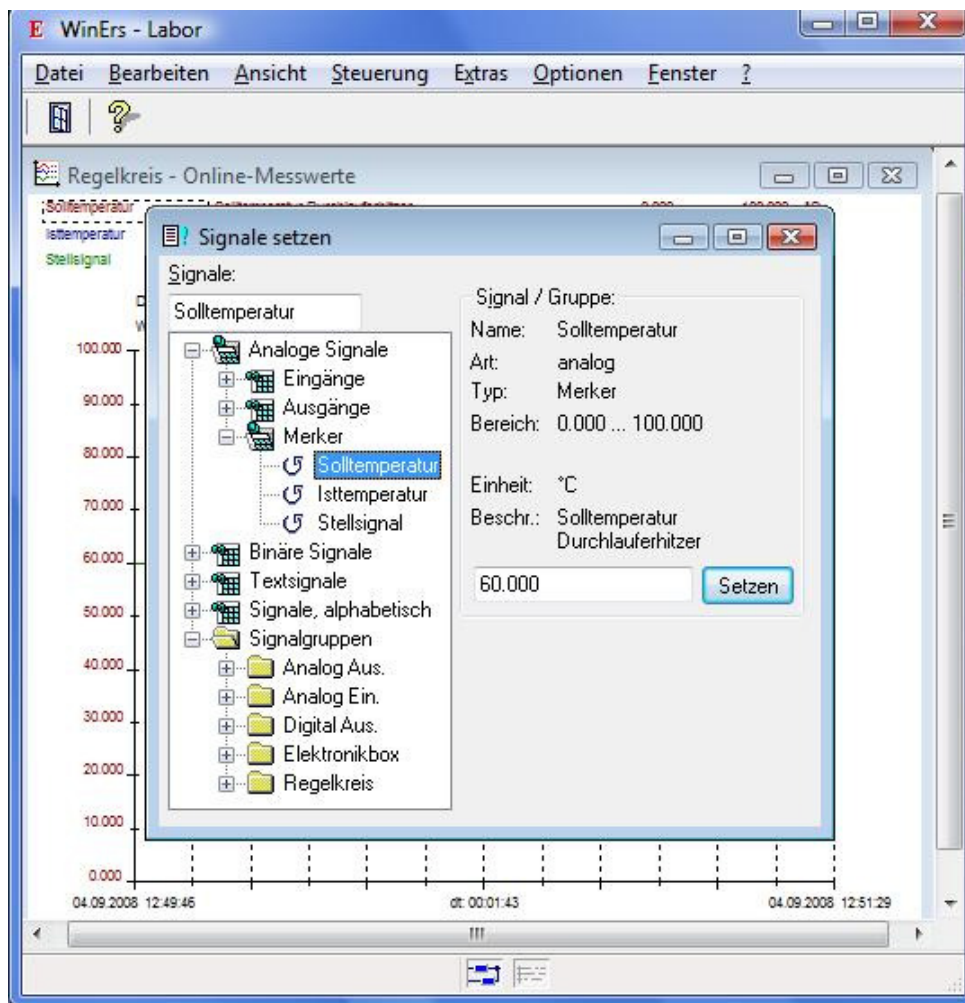 WinErs - Labor
Datei Bearbeiten Ansicht Steuerung Extras Optionen Fenster ?
Regelkreis - Online-Messwerte
Solltemperatur
Isttemperatur
Stellsignal
Signale setzen
Signale:
Solltemperatur
Analoge Signale
Eingänge
Ausgänge
Merker
Solltemperatur
Isttemperatur
Stellsignal
Binäre Signale
Textsignale
Signale, alphabetisch
Signalgruppen
Analog Aus.
Analog Ein.
Digital Aus.
Elektronikbox
Regelkreis
Signal / Gruppe:
Name: Solltemperatur
Art: analog
Typ: Merker
Bereich: 0.000 ... 100.000
Einheit: °C
Beschr.: Solltemperatur
Durchlauferhitzer
60.000 Setzen
100.000
90.000
80.000
70.000
60.000
50.000
40.000
30.000
20.000
10.000
0.000
04.09.2008 12:49:46 dt: 00:01:43 04.09.2008 12:51:29